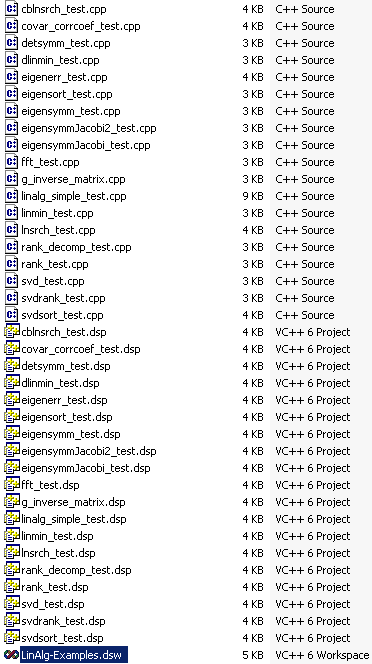 cblnsrch_test.cpp 4 KB C++ Source
covar_corrcoef_test.cpp 4 KB C++ Source
detsymm_test.cpp 3 KB C++ Source
dlinmin_test.cpp 3 KB C++ Source
eigenerr_test.cpp 4 KB C++ Source
eigensort_test.cpp 3 KB C++ Source
eigensymm_test.cpp 3 KB C++ Source
eigensymmJacobi2_test.cpp 3 KB C++ Source
eigensymmJacobi_test.cpp 3 KB C++ Source
fft_test.cpp 3 KB C++ Source
g_inverse_matrix.cpp 3 KB C++ Source
linalg_simple_test.cpp 9 KB C++ Source
linmin_test.cpp 3 KB C++ Source
lnsrch_test.cpp 4 KB C++ Source
rank_decomp_test.cpp 3 KB C++ Source
rank_test.cpp 3 KB C++ Source
svd_test.cpp 3 KB C++ Source
svdrank_test.cpp 3 KB C++ Source
svdsort_test.cpp 4 KB C++ Source
cblnsrch_test.dsp 4 KB VC++ 6 Project
covar_corrcoef_test.dsp 4 KB VC++ 6 Project
detsymm_test.dsp 4 KB VC++ 6 Project
dlinmin_test.dsp 4 KB VC++ 6 Project
eigenerr_test.dsp 4 KB VC++ 6 Project
eigensort_test.dsp 4 KB VC++ 6 Project
eigensymm_test.dsp 4 KB VC++ 6 Project
eigensymmJacobi2_test.dsp 4 KB VC++ 6 Project
eigensymmJacobi_test.dsp 4 KB VC++ 6 Project
fft_test.dsp 4 KB VC++ 6 Project
g_inverse_matrix.dsp 4 KB VC++ 6 Project
linalg_simple_test.dsp 4 KB VC++ 6 Project
linmin_test.dsp 4 KB VC++ 6 Project
lnsrch_test.dsp 4 KB VC++ 6 Project
rank_decomp_test.dsp 4 KB VC++ 6 Project
rank_test.dsp 4 KB VC++ 6 Project
svd_test.dsp 4 KB VC++ 6 Project
svdrank_test.dsp 4 KB VC++ 6 Project
svdsort_test.dsp 4 KB VC++ 6 Project
LinAlg-Examples.dsw 5 KB VC++ 6 Workspace